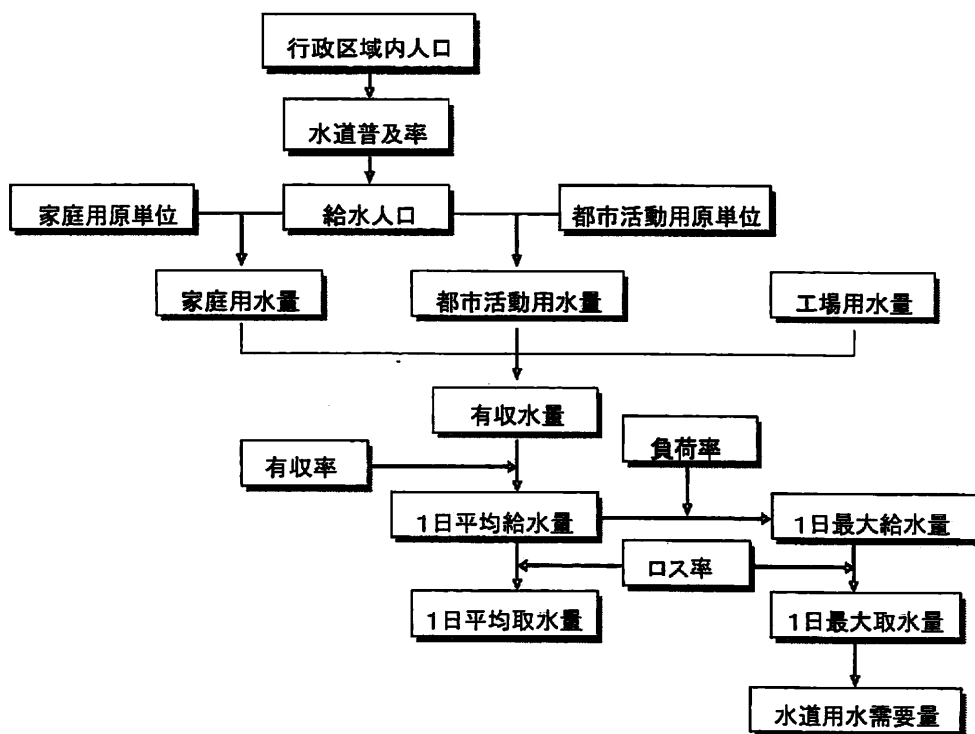 行政区域内人口
水道普及率
家庭用原単位
給水人口
都市活動用原単位
家庭用水量
都市活動用水量
工場用水量
有収水量
有収率
負荷率
1日平均給水量
1日最大給水量
ロス率
1日平均取水量
1日最大取水量
水道用水需要量